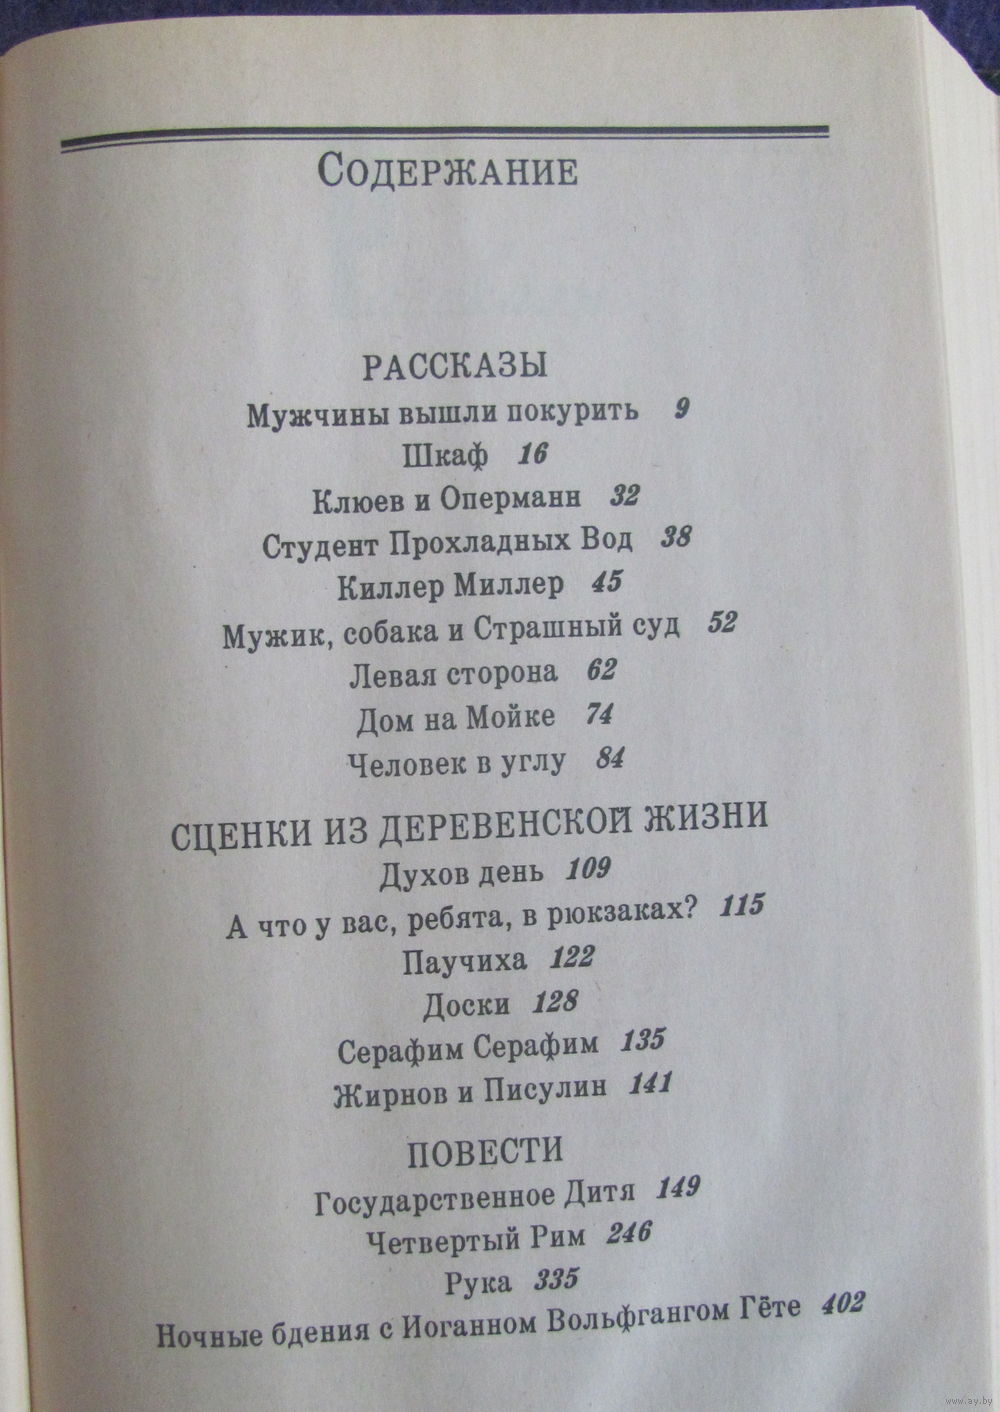 Содержание
РАССКАЗЫ
Мужчины вышли покурить 9
Шкаф 16
Клюев и Оперманн 32
Студент Прохладных Вод 38
Киллер Миллер 45
Мужик, собака и Страшный суд 52
Левая сторона 62
Дом на Мойке 74
Человек в углу 84
СЦЕНКИ ИЗ ДЕРЕВЕНСКОЙ ЖИЗНИ
Духов день 109
А что у вас, ребята, в рюкзаках? 115
Паучиха 122
Доски 128
Серафим Серафим 135
Жирнов и Писулин 141
ПОВЕСТИ
Государственное Дитя 149
Четвертый Рим 246
Рука 335
Ночные бдения с Иоганном Вольфгангом Гёте 402
www.ay.by